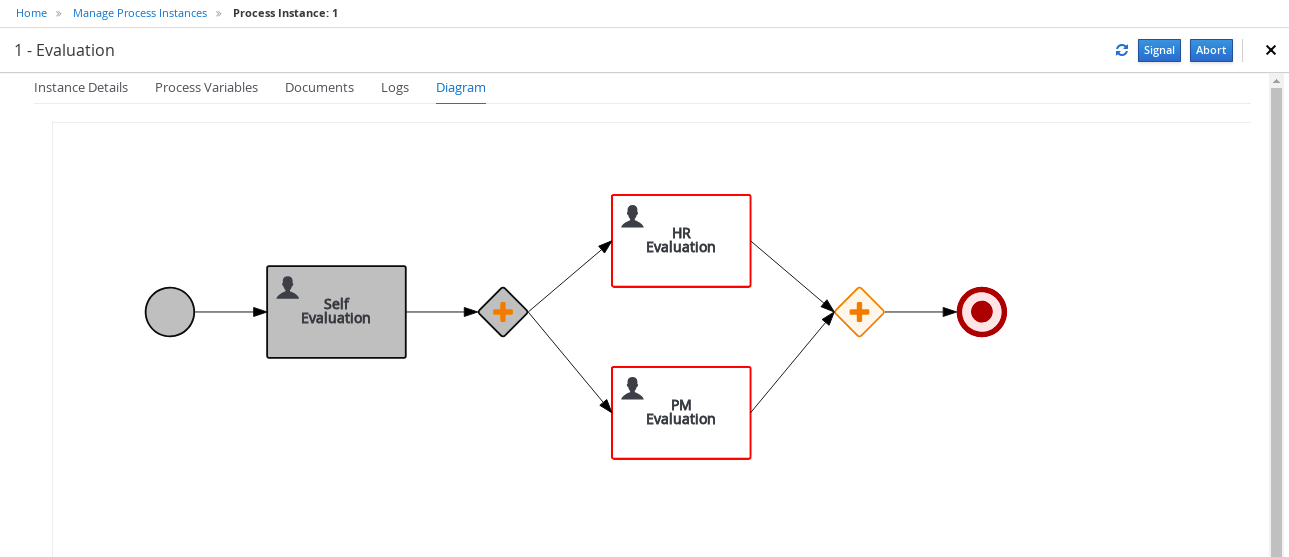 Home » Manage Process Instances » Process Instance: 1
1 - Evaluation
Signal
Abort
Instance Details
Process Variables
Documents
Logs
Diagram
HR
Evaluation
Self
Evaluation
PM
Evaluation